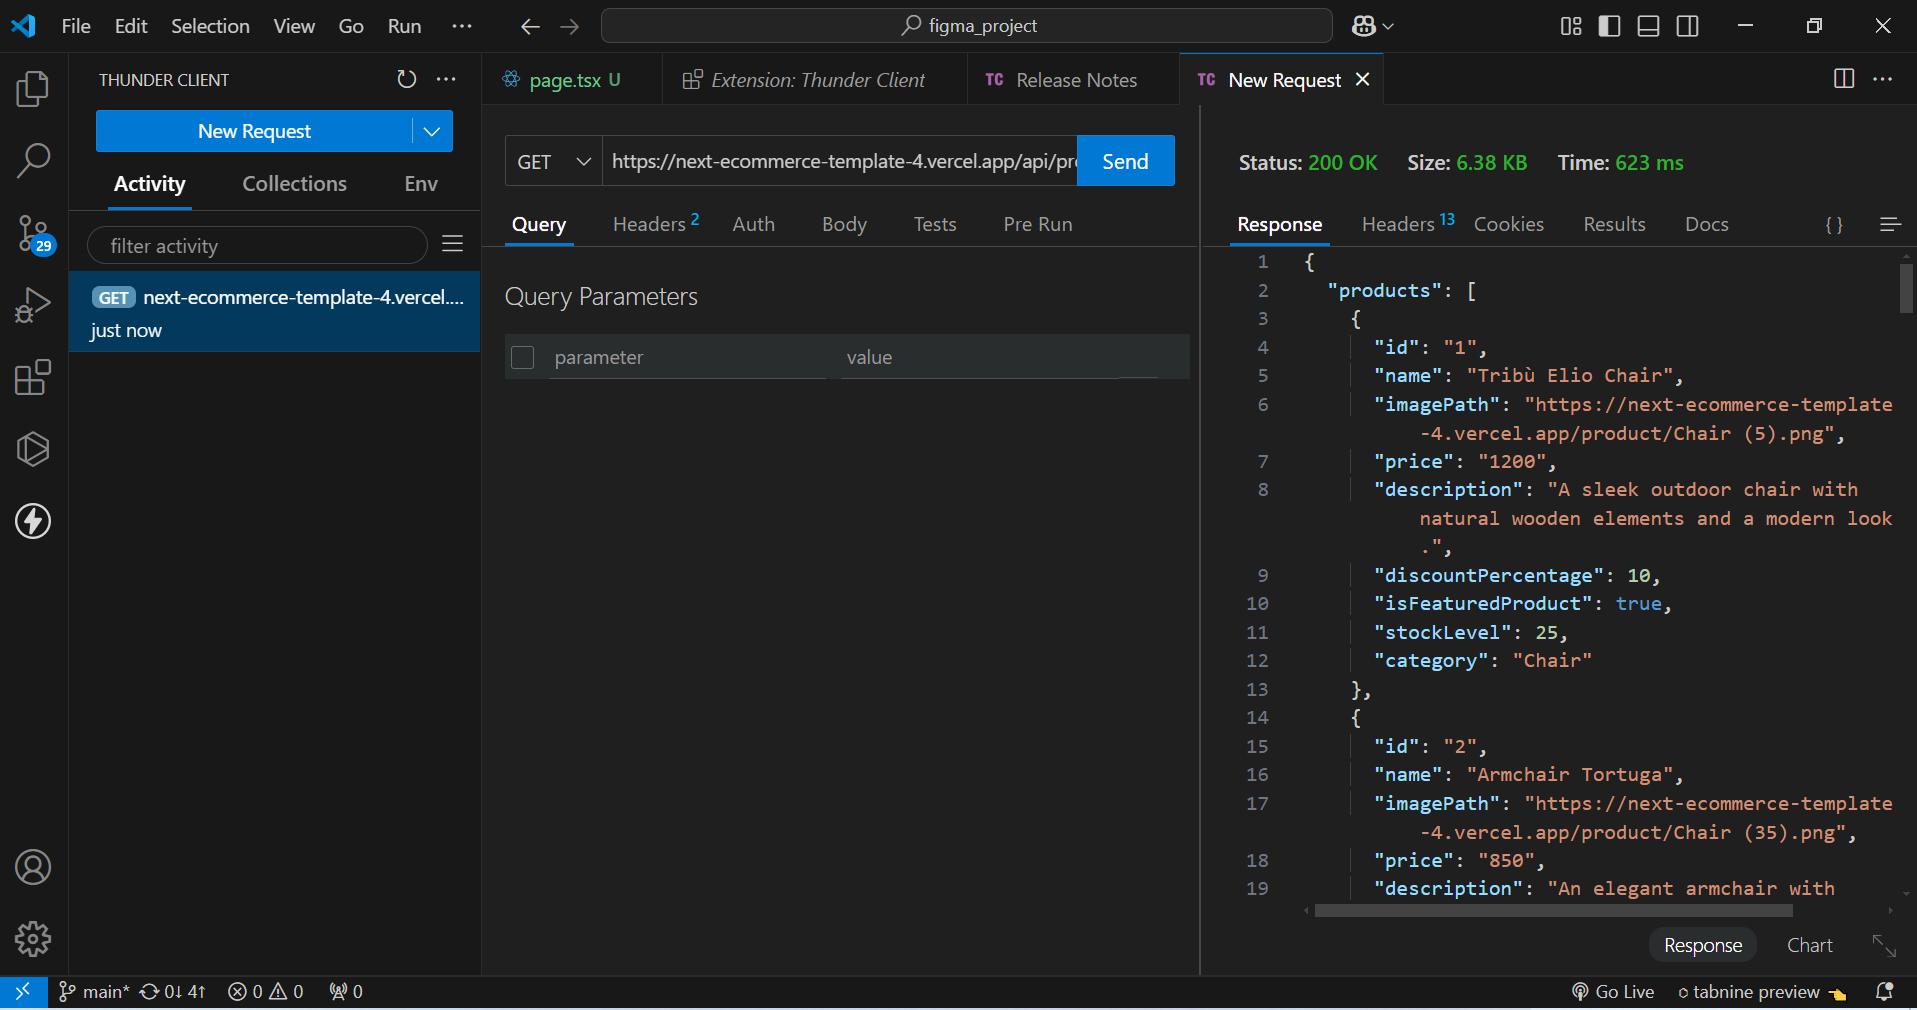 File Edit Selection View Go Run ···
figma_project
THUNDER CLIENT
New Request
Activity Collections Env
filter activity
GET next-ecommerce-template-4.vercel....
just now
29
page.tsx U
Extension: Thunder Client
TC Release Notes
TC New Request
GET https://next-ecommerce-template-4.vercel.app/api/pr Send
Query Headers 2 Auth Body Tests Pre Run
Query Parameters
parameter value
Status: 200 OK Size: 6.38 KB Time: 623 ms
Response Headers 13 Cookies Results Docs { }
1 {
2 "products": [
3 {
4 "id": "1",
5 "name": "Tribù Elio Chair",
6 "imagePath": "https://next-ecommerce-template
-4.vercel.app/product/Chair (5).png",
7 "price": "1200",
8 "description": "A sleek outdoor chair with
natural wooden elements and a modern look
.",
9 "discountPercentage": 10,
10 "isFeaturedProduct": true,
11 "stockLevel": 25,
12 "category": "Chair"
13 },
14 {
15 "id": "2",
16 "name": "Armchair Tortuga",
17 "imagePath": "https://next-ecommerce-template
-4.vercel.app/product/Chair (35).png",
18 "price": "850",
19 "description": "An elegant armchair with
Response Chart
main* 0↓ 4↑ 0 0 0
Go Live tabnine preview